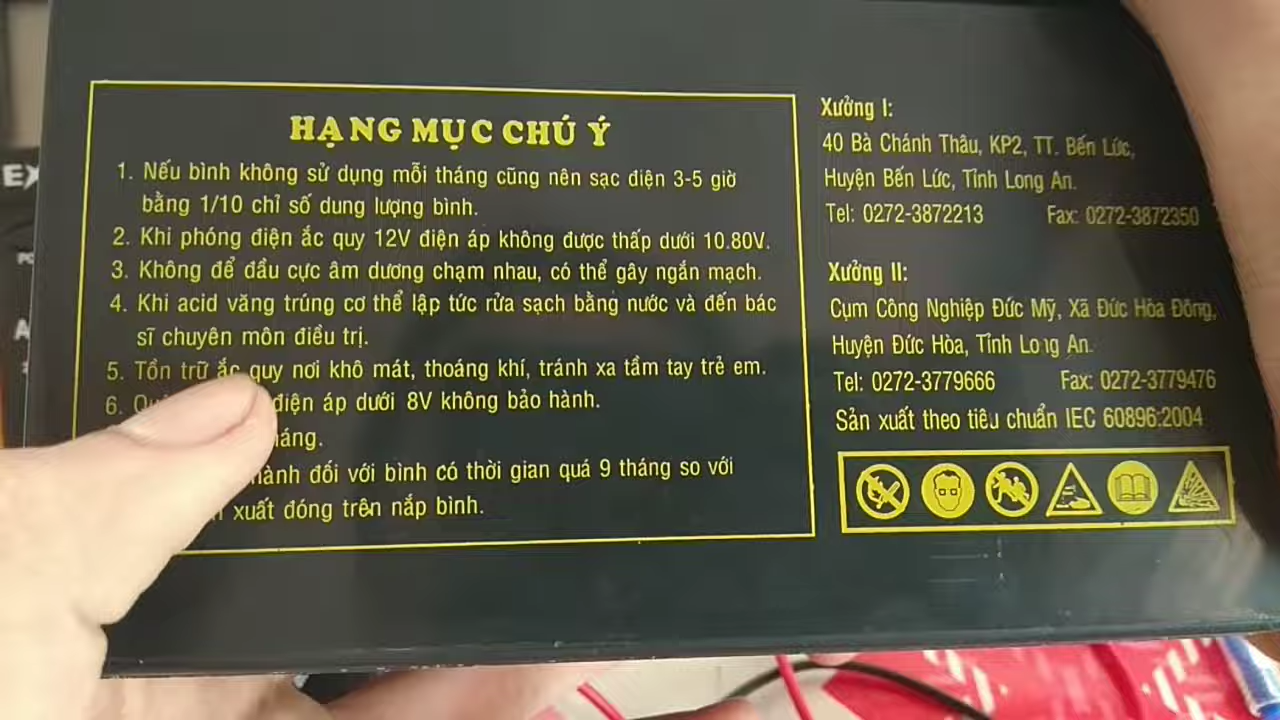 HẠNG MỤC CHÚ Ý
1. Nếu bình không sử dụng mỗi tháng cũng nên sạc điện 3-5 giờ
bằng 1/10 chỉ số dung lượng bình.
2. Khi phóng điện ắc quy 12V điện áp không được thấp dưới 10.80V.
3. Không để đầu cực âm dương chạm nhau, có thể gây ngắn mạch.
4. Khi acid văng trúng cơ thể lập tức rửa sạch bằng nước và đến bác
sĩ chuyên môn điều trị.
5. Tồn trữ ắc quy nơi khô mát, thoáng khí, tránh xa tầm tay trẻ em.
6. điện áp dưới 8V không bảo hành.
đối với bình có thời gian quá 9 tháng so với
xuất đóng trên nắp bình.
Xưởng I:
40 Bà Chánh Thâu, KP2, TT. Bến Lức,
Huyện Bến Lức, Tỉnh Long An.
Tel: 0272-3872213 Fax: 0272-3872350
Xưởng II:
Cụm Công Nghiệp Đức Mỹ, Xã Đức Hòa Đông,
Huyện Đức Hòa, Tỉnh Long An.
Tel: 0272-3779666 Fax: 0272-3779476
Sản xuất theo tiêu chuẩn IEC 60896:2004